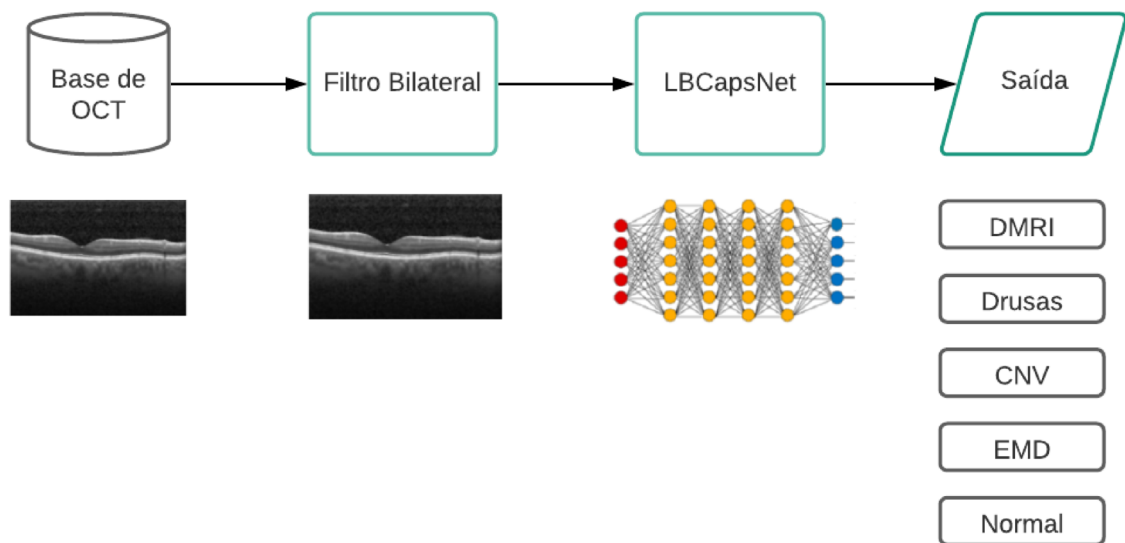 Base de
OCT
Filtro Bilateral
LBCapsNet
Saída
DMRI
Drusas
CNV
EMD
Normal